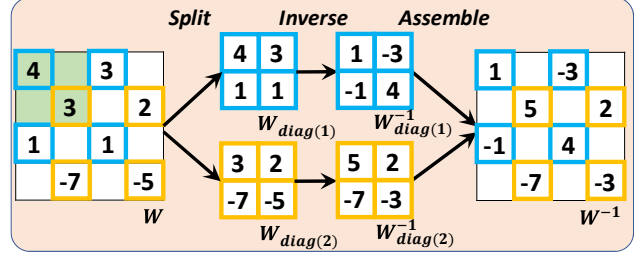 Split Inverse Assemble
4 3
3 2
1 1
-7 -5
W
4 3
1 1
W_diag(1)
1 -3
-1 4
W^-1_diag(1)
3 2
-7 -5
W_diag(2)
5 2
-7 -3
W^-1_diag(2)
1 -3
5 2
-1 4
-7 -3
W^-1